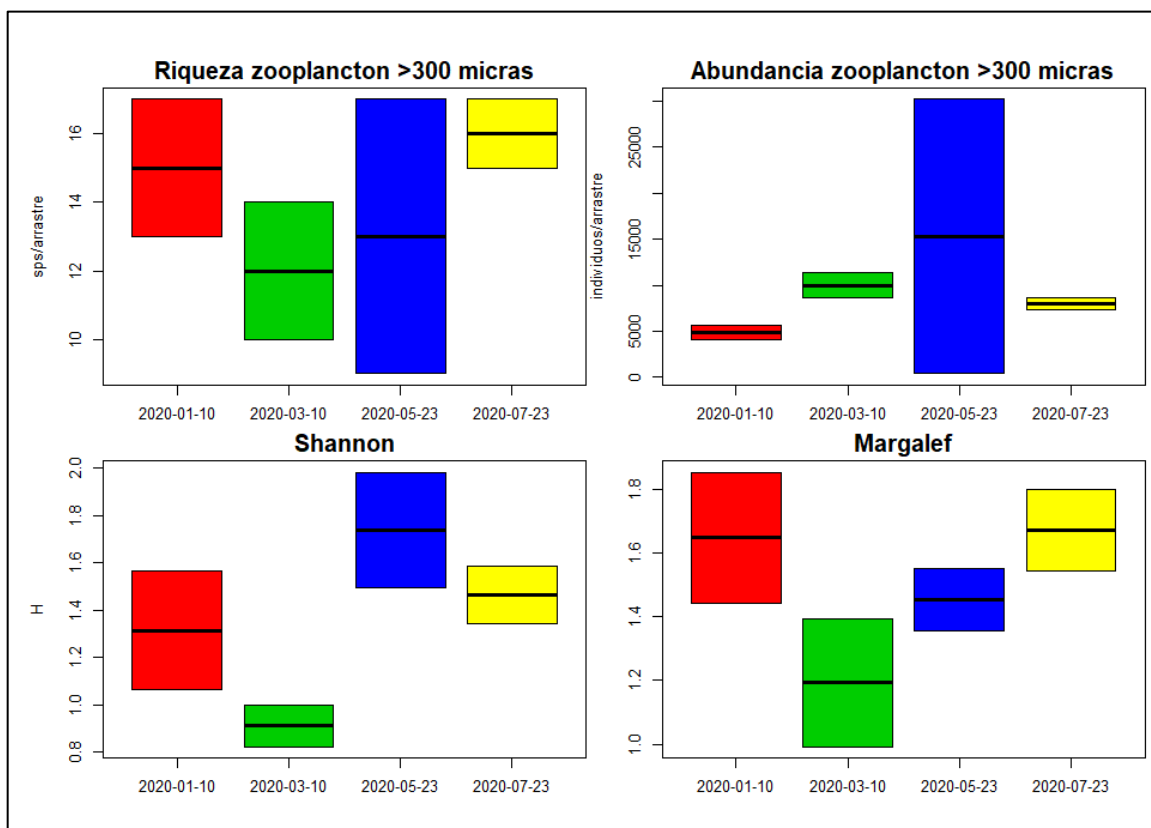 Riqueza zooplancton >300 micras
sps/arrastre
16
14
12
10
2020-01-10 2020-03-10 2020-05-23 2020-07-23
Abundancia zooplancton >300 micras
individuos/arrastre
25000
15000
5000
0
2020-01-10 2020-03-10 2020-05-23 2020-07-23
Shannon
H
2.0
1.8
1.6
1.4
1.2
1.0
0.8
2020-01-10 2020-03-10 2020-05-23 2020-07-23
Margalef
1.8
1.6
1.4
1.2
1.0
2020-01-10 2020-03-10 2020-05-23 2020-07-23